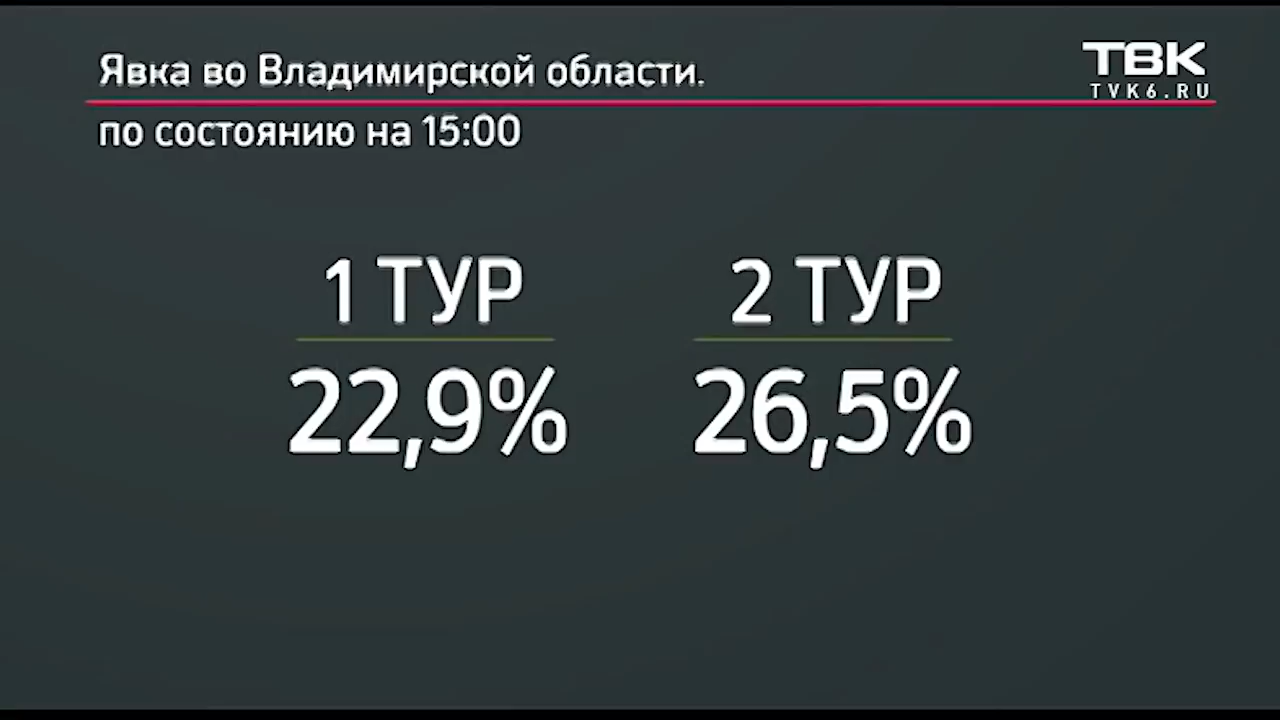 Явка во Владимирской области.
ТВК
TVK6.RU
по состоянию на 15:00
1 ТУР
2 ТУР
22,9%
26,5%